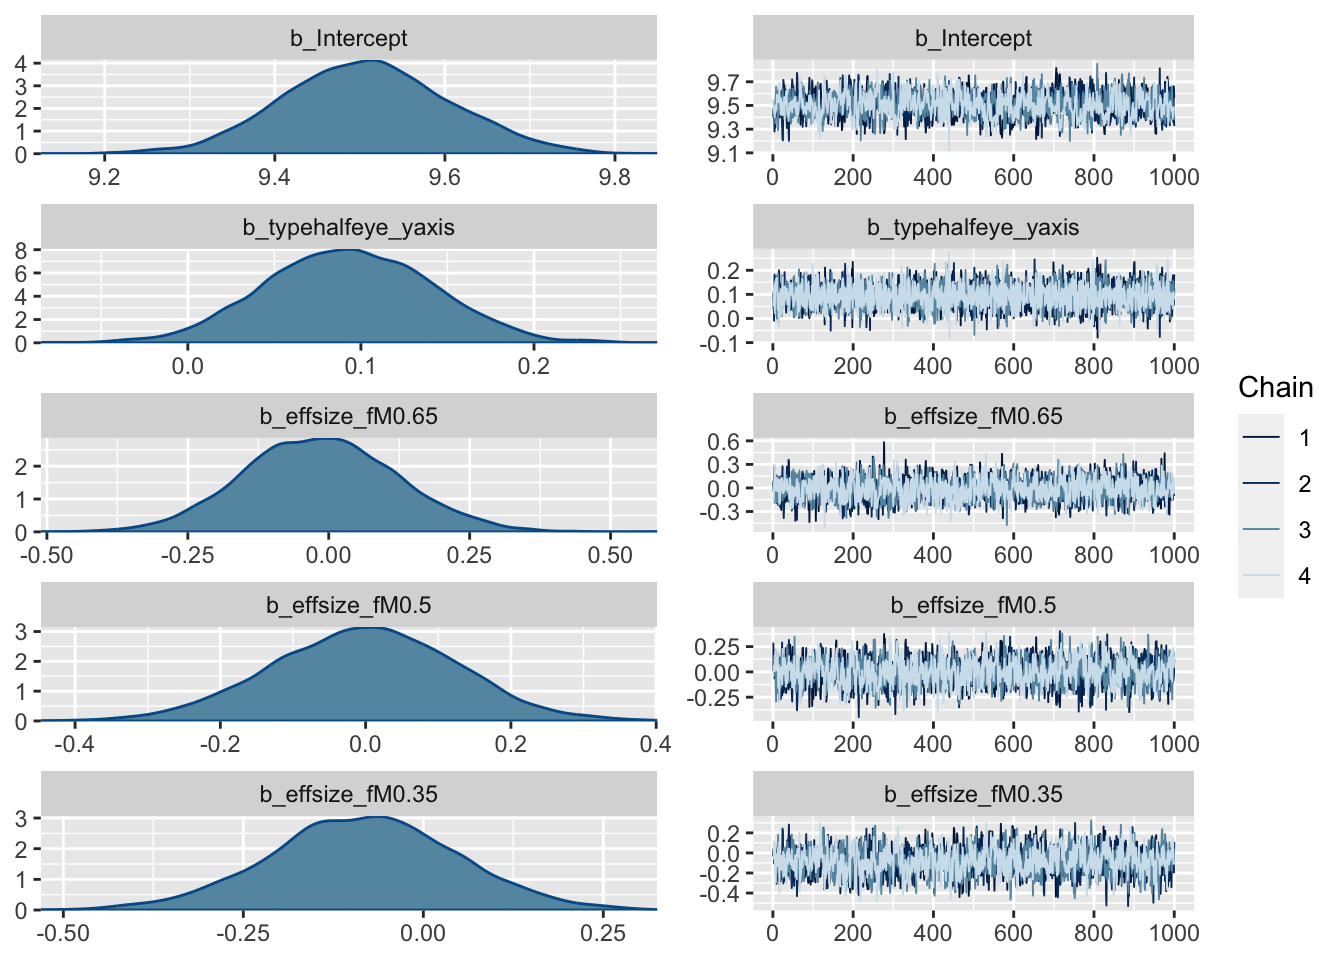 b_Intercept
4
3
2
1
0
9.2 9.4 9.6 9.8
b_Intercept
9.7
9.5
9.3
9.1
0 200 400 600 800 1000
b_typehalfeye_yaxis
8
6
4
2
0
0.0 0.1 0.2
b_typehalfeye_yaxis
0.2
0.1
0.0
-0.1
0 200 400 600 800 1000
b_effsize_fM0.65
2
1
0
-0.50 -0.25 0.00 0.25 0.50
b_effsize_fM0.65
0.6
0.3
0.0
-0.3
0 200 400 600 800 1000
b_effsize_fM0.5
3
2
1
0
-0.4 -0.2 0.0 0.2 0.4
b_effsize_fM0.5
0.25
0.00
-0.25
0 200 400 600 800 1000
b_effsize_fM0.35
3
2
1
0
-0.50 -0.25 0.00 0.25
b_effsize_fM0.35
0.2
0.0
-0.2
-0.4
0 200 400 600 800 1000
Chain
1
2
3
4